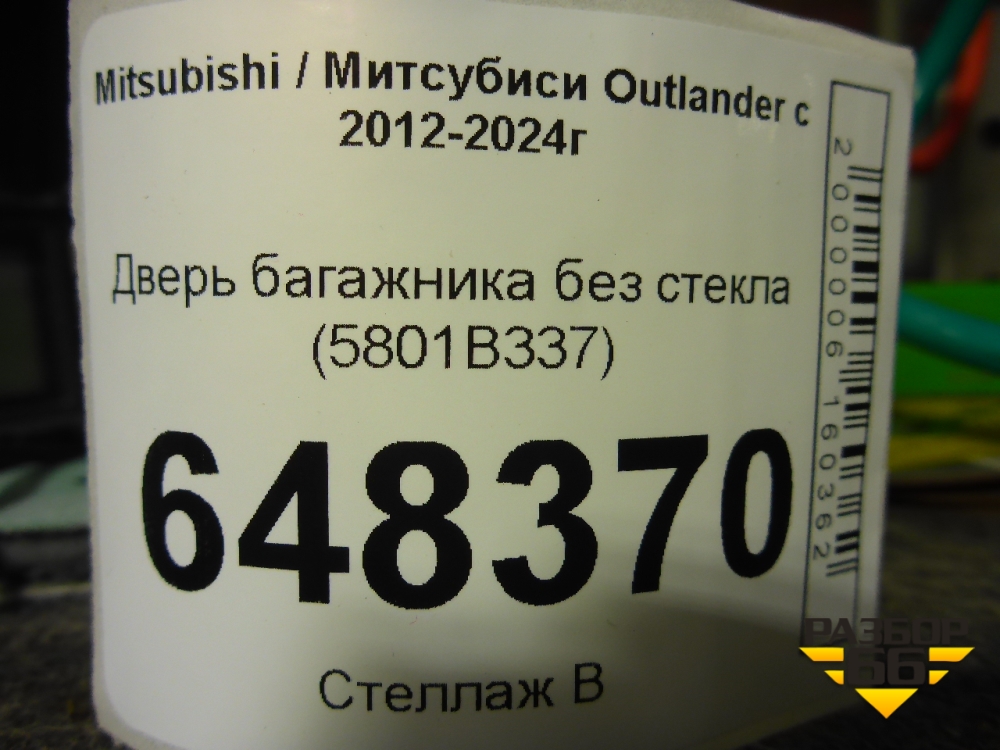 Mitsubishi / Митсубиси Outlander с
2012-2024г
Дверь багажника без стекла
(5801B337)
648370
Стеллаж В
2000006160362
РАЗБОР
66